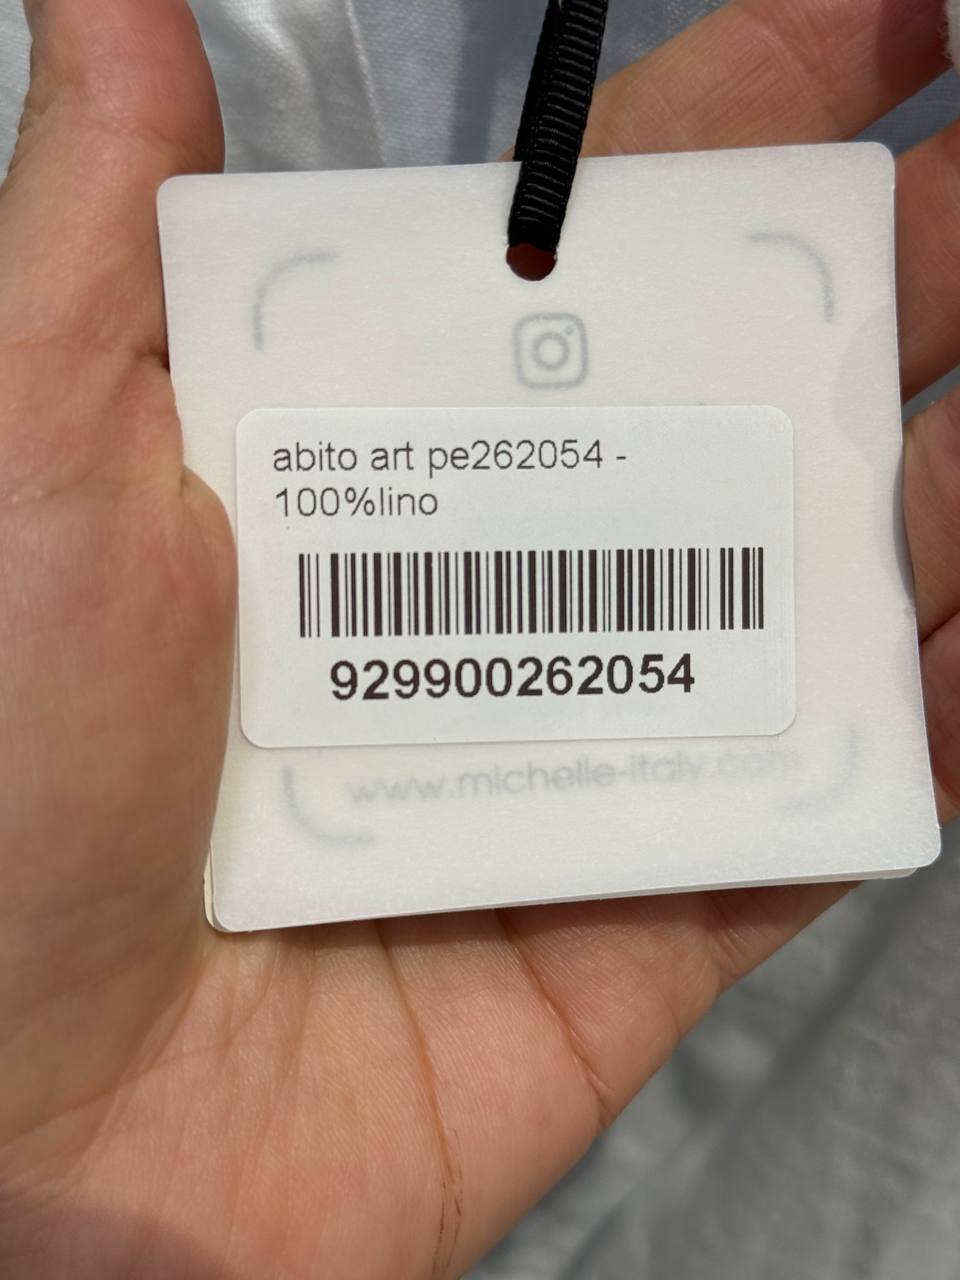 abito art pe262054 -
100%lino
929900262054
www.michelle-italy.com